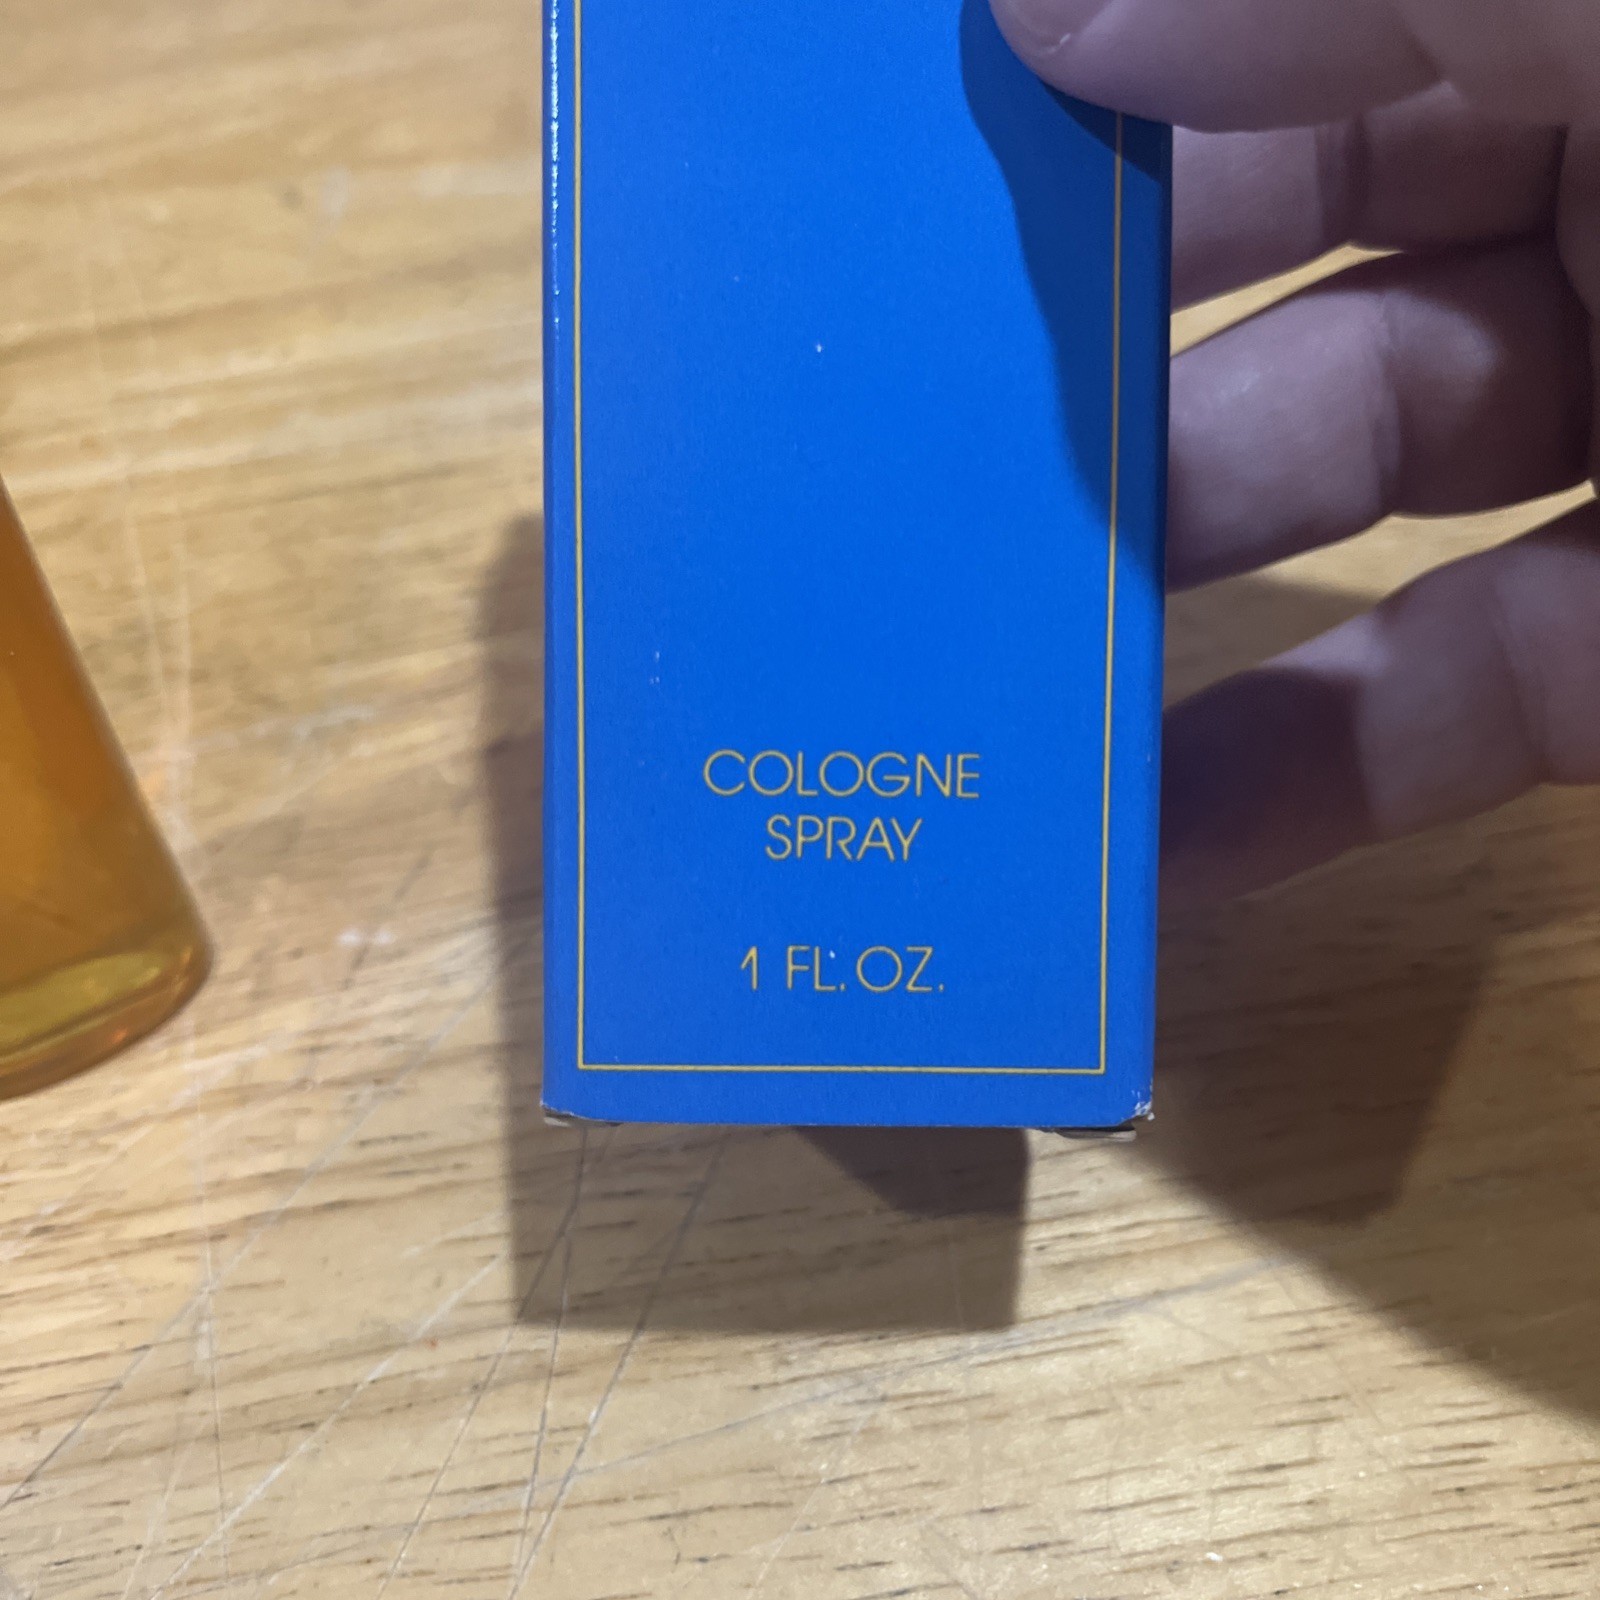 COLOGNE
SPRAY
1 FL. OZ.